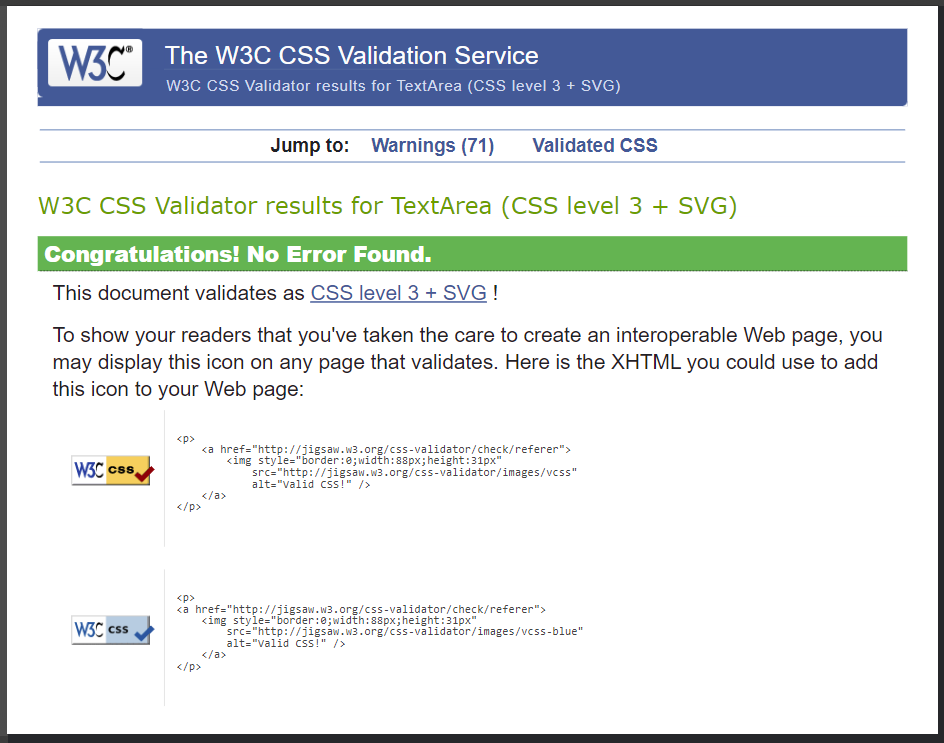 W3C® The W3C CSS Validation Service
W3C CSS Validator results for TextArea (CSS level 3 + SVG)
Jump to: Warnings (71) Validated CSS
W3C CSS Validator results for TextArea (CSS level 3 + SVG)
Congratulations! No Error Found.
This document validates as CSS level 3 + SVG !
To show your readers that you've taken the care to create an interoperable Web page, you
may display this icon on any page that validates. Here is the XHTML you could use to add
this icon to your Web page:
W3C css
<p>
<a href="http://jigsaw.w3.org/css-validator/check/referer">
<img style="border:0;width:88px;height:31px"
src="http://jigsaw.w3.org/css-validator/images/vcss"
alt="Valid CSS!" />
</a>
</p>
W3C css
<p>
<a href="http://jigsaw.w3.org/css-validator/check/referer">
<img style="border:0;width:88px;height:31px"
src="http://jigsaw.w3.org/css-validator/images/vcss-blue"
alt="Valid CSS!" />
</a>
</p>